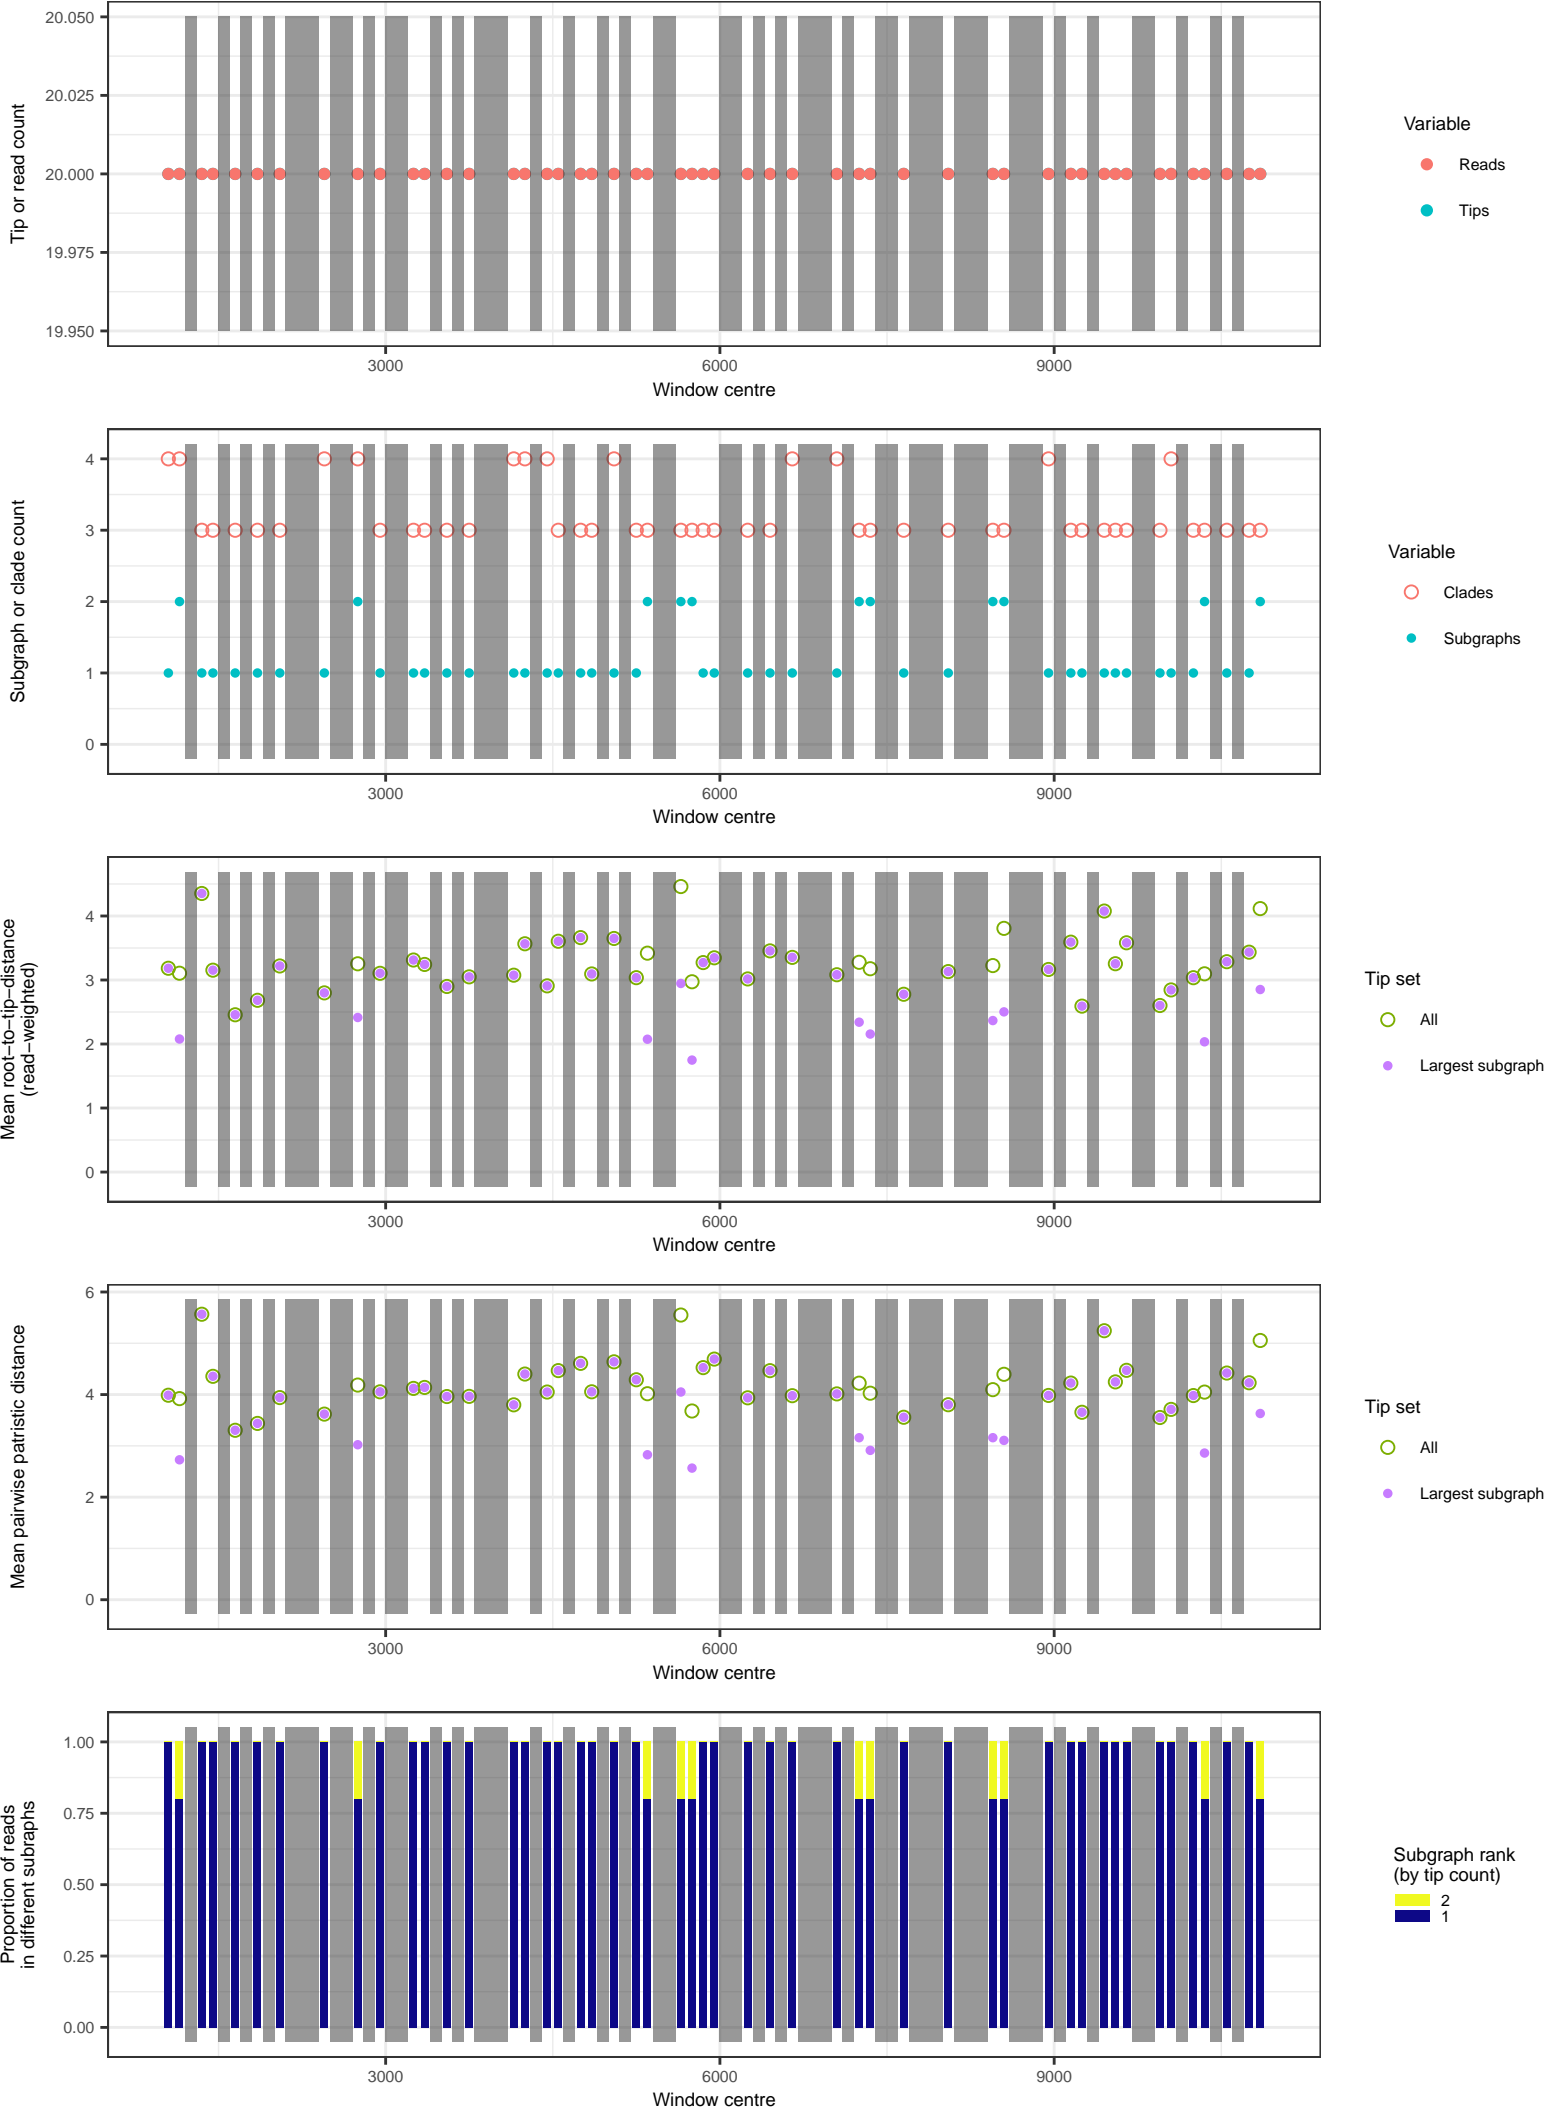 20.050
20.025
20.000
19.975
19.950
Tip or read count
3000
6000
9000
Window centre
Variable
Reads
Tips
4
3
2
1
0
Subgraph or clade count
3000
6000
9000
Window centre
Variable
Clades
Subgraphs
4
3
2
1
0
Mean root−to−tip−distance
(read−weighted)
3000
6000
9000
Window centre
Tip set
All
Largest subgraph
6
4
2
0
Mean pairwise patristic distance
3000
6000
9000
Window centre
Tip set
All
Largest subgraph
1.00
0.75
0.50
0.25
0.00
Proportion of reads
in different subraphs
3000
6000
9000
Window centre
Subgraph rank
(by tip count)
2
1